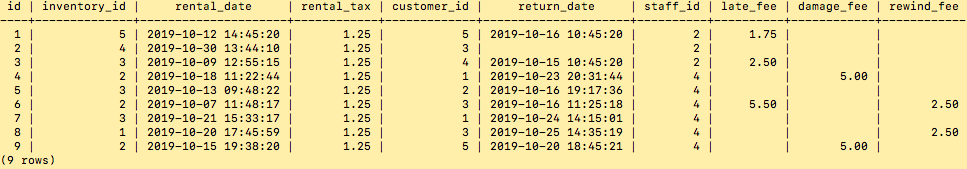 id | inventory_id | rental_date | rental_tax | customer_id | return_date | staff_id | late_fee | damage_fee | rewind_fee
----+--------------+---------------------+------------+-------------+---------------------+----------+----------+------------+------------
1 | 5 | 2019-10-12 14:45:20 | 1.25 | 5 | 2019-10-16 10:45:20 | 2 | 1.75 | |
2 | 4 | 2019-10-30 13:44:10 | 1.25 | 3 | | 2 | | |
3 | 3 | 2019-10-09 12:55:15 | 1.25 | 4 | 2019-10-15 10:45:20 | 2 | 2.50 | |
4 | 2 | 2019-10-18 11:22:44 | 1.25 | 1 | 2019-10-23 20:31:44 | 4 | | 5.00 |
5 | 3 | 2019-10-13 09:48:22 | 1.25 | 2 | 2019-10-16 19:17:36 | 4 | | |
6 | 2 | 2019-10-07 11:48:17 | 1.25 | 3 | 2019-10-16 11:25:18 | 4 | 5.50 | | 2.50
7 | 3 | 2019-10-21 15:33:17 | 1.25 | 1 | 2019-10-24 14:15:01 | 4 | | |
8 | 1 | 2019-10-20 17:45:59 | 1.25 | 3 | 2019-10-25 14:35:19 | 4 | | | 2.50
9 | 2 | 2019-10-15 19:38:20 | 1.25 | 5 | 2019-10-20 18:45:21 | 4 | | 5.00 |
(9 rows)